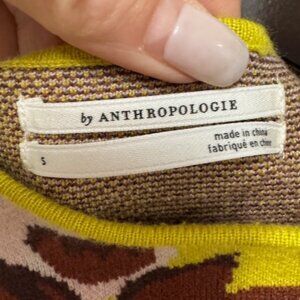 by ANTHROPOLOGIE
S
made in china
fabriqué en chine